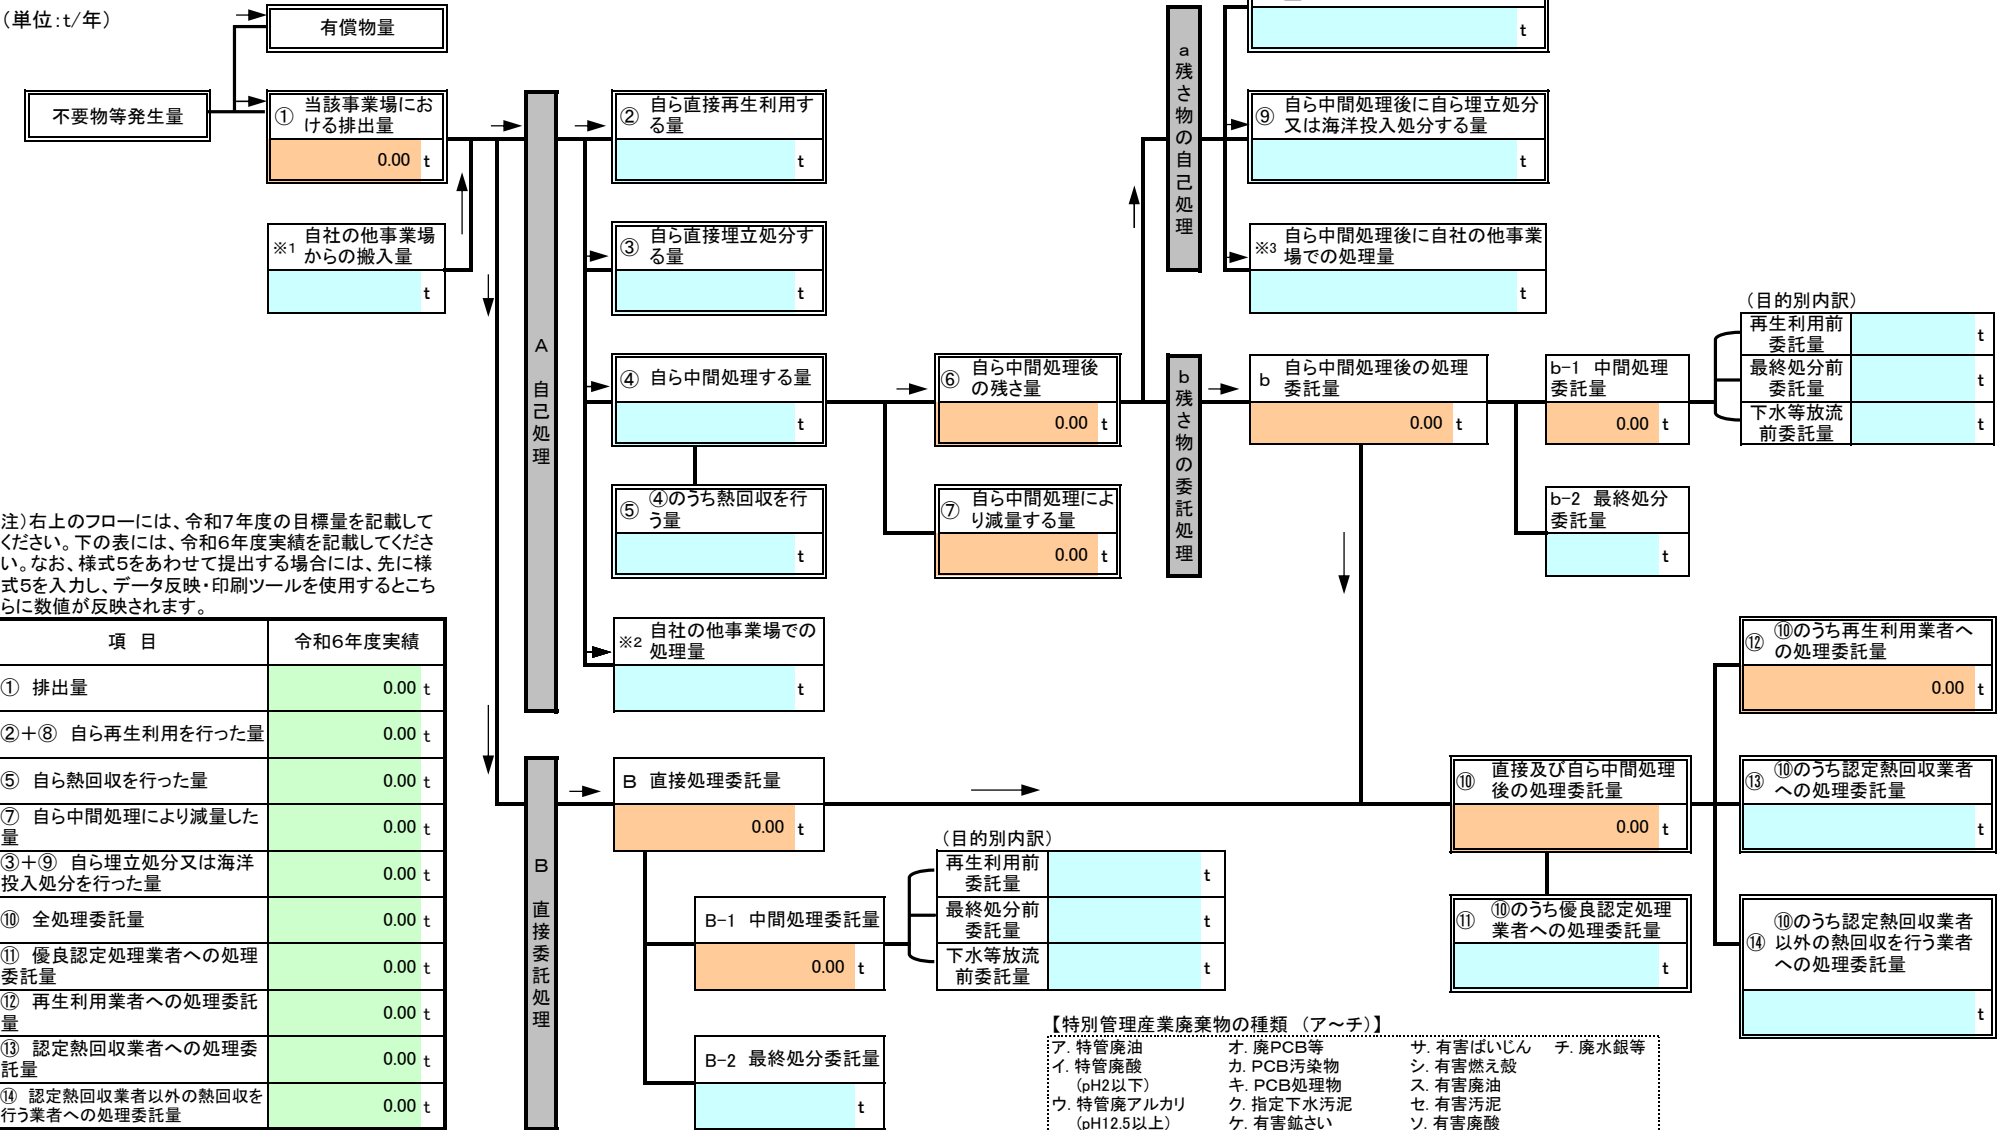 （単位：t/年）
有償物量
不要物等発生量
① 当該事業場にお
ける排出量
0.00 t
※1 自社の他事業場
からの搬入量
t
A 自己処理
② 自ら直接再生利用す
る量
t
③ 自ら直接埋立処分す
る量
t
④ 自ら中間処理する量
t
⑤ ④のうち熱回収を行
う量
t
※2 自社の他事業場での
処理量
t
⑥ 自ら中間処理後
の残さ量
0.00 t
⑦ 自ら中間処理によ
り減量する量
0.00 t
a 残さ物の自己処理
t
⑨ 自ら中間処理後に自ら埋立処分
又は海洋投入処分する量
t
※3 自ら中間処理後に自社の他事業
場での処理量
t
b 残さ物の委託処理
b 自ら中間処理後の処理
委託量
0.00 t
b-1 中間処理
委託量
0.00 t
（目的別内訳）
再生利用前
委託量
t
最終処分前
委託量
t
下水等放流
前委託量
t
b-2 最終処分
委託量
t
注）右上のフローには、令和7年度の目標量を記載して
ください。下の表には、令和6年度実績を記載してくださ
い。なお、様式5をあわせて提出する場合には、先に様
式5を入力し、データ反映・印刷ツールを使用するとこち
らに数値が反映されます。
項 目 令和6年度実績
① 排出量 0.00 t
②＋⑧ 自ら再生利用を行った量 0.00 t
⑤ 自ら熱回収を行った量 0.00 t
⑦ 自ら中間処理により減量した
量 0.00 t
③＋⑨ 自ら埋立処分又は海洋
投入処分を行った量 0.00 t
⑩ 全処理委託量 0.00 t
⑪ 優良認定処理業者への処理
委託量 0.00 t
⑫ 再生利用業者への処理委託
量 0.00 t
⑬ 認定熱回収業者への処理委
託量 0.00 t
⑭ 認定熱回収業者以外の熱回収を
行う業者への処理委託量 0.00 t
B 直接委託処理
B 直接処理委託量
0.00 t
B-1 中間処理委託量
0.00 t
（目的別内訳）
再生利用前
委託量
t
最終処分前
委託量
t
下水等放流
前委託量
t
B-2 最終処分委託量
t
⑩ 直接及び自ら中間処理
後の処理委託量
0.00 t
⑪ ⑩のうち優良認定処理
業者への処理委託量
t
⑫ ⑩のうち再生利用業者へ
の処理委託量
0.00 t
⑬ ⑩のうち認定熱回収業者
への処理委託量
t
⑭ ⑩のうち認定熱回収業者
以外の熱回収を行う業者
への処理委託量
t
【特別管理産業廃棄物の種類 （ア～チ）】
ア. 特管廃油 オ. 廃PCB等 サ. 有害ばいじん チ. 廃水銀等
イ. 特管廃酸 カ. PCB汚染物 シ. 有害燃え殻
（pH2以下） キ. PCB処理物 ス. 有害廃油
ウ. 特管廃アルカリ ク. 指定下水汚泥 セ. 有害汚泥
（pH12.5以上） ケ. 有害鉱さい ソ. 有害廃酸